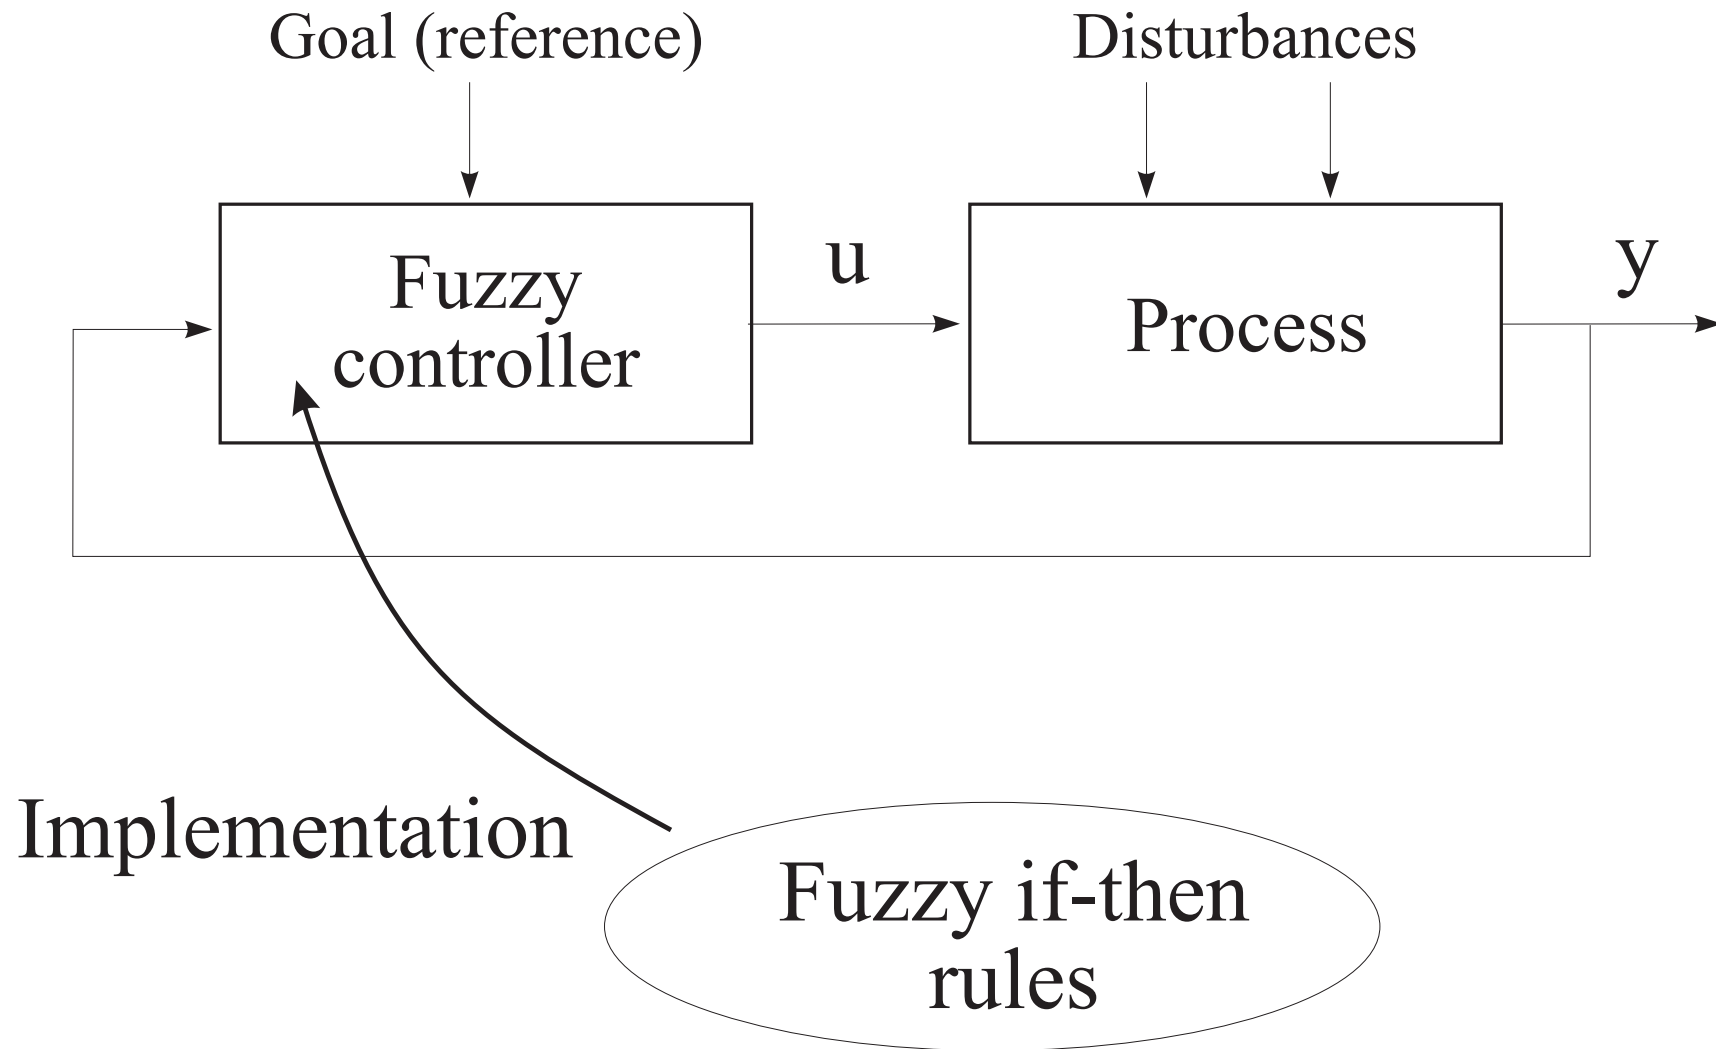 Goal (reference)
Disturbances
Fuzzy
controller
u
Process
y
Implementation
Fuzzy if-then
rules